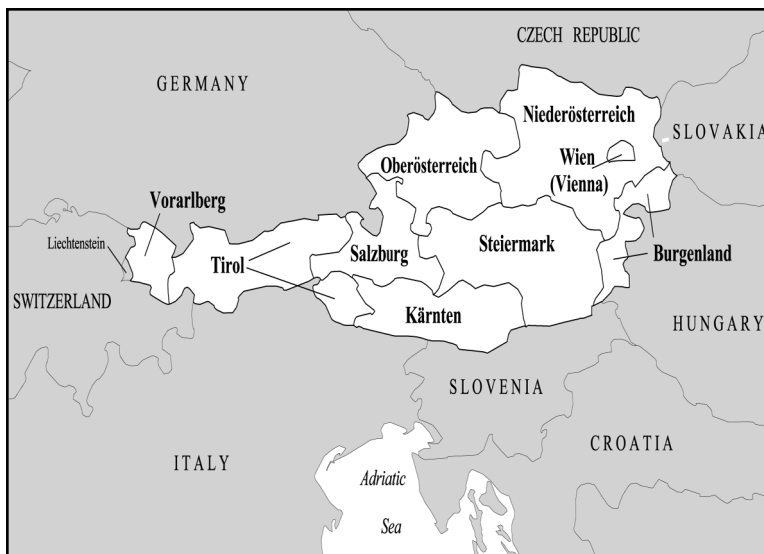 CZECH REPUBLIC
GERMANY
Niederösterreich
SLOVAKIA
Wien
(Vienna)
Oberösterreich
Vorarlberg
Liechtenstein
Tirol
Salzburg
Steiermark
Burgenland
SWITZERLAND
Kärnten
HUNGARY
SLOVENIA
CROATIA
ITALY
Adriatic
Sea